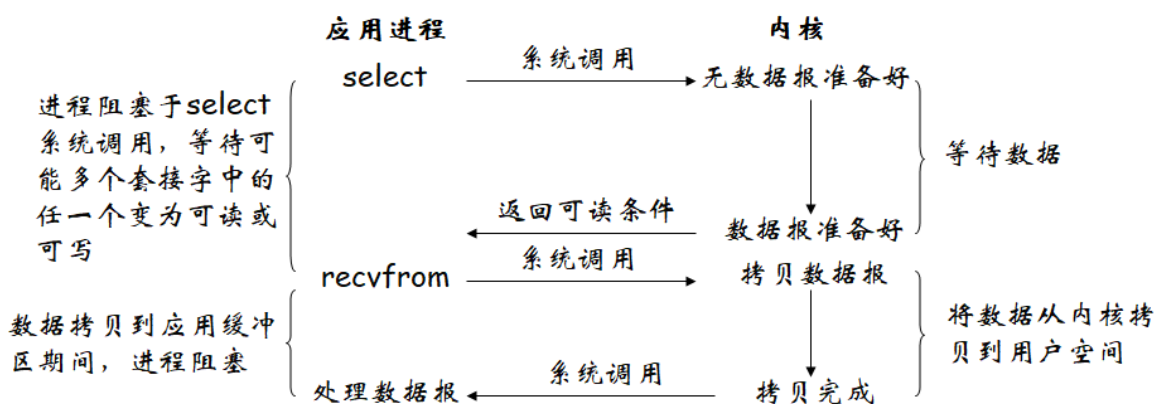 应用进程
内核
select
系统调用
无数据报准备好
进程阻塞于select
系统调用，等待可
能多个套接字中的
任一个变为可读或
可写
等待数据
返回可读条件
数据报准备好
recvfrom
系统调用
拷贝数据报
数据拷贝到应用缓冲
区期间，进程阻塞
将数据从内核拷
贝到用户空间
处理数据报
系统调用
拷贝完成